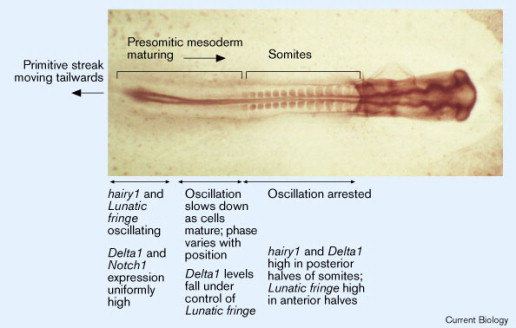 Presomitic mesoderm
maturing
Somites
Primitive streak
moving tailwards
hairy1 and
Lunatic
fringe
oscillating
Delta1 and
Notch1
expression
uniformly
high
Oscillation
slows down
as cells
mature; phase
varies with
position
Delta1 levels
fall under
control of
Lunatic fringe
Oscillation arrested
hairy1 and Delta1
high in posterior
halves of somites;
Lunatic fringe high
in anterior halves
Current Biology